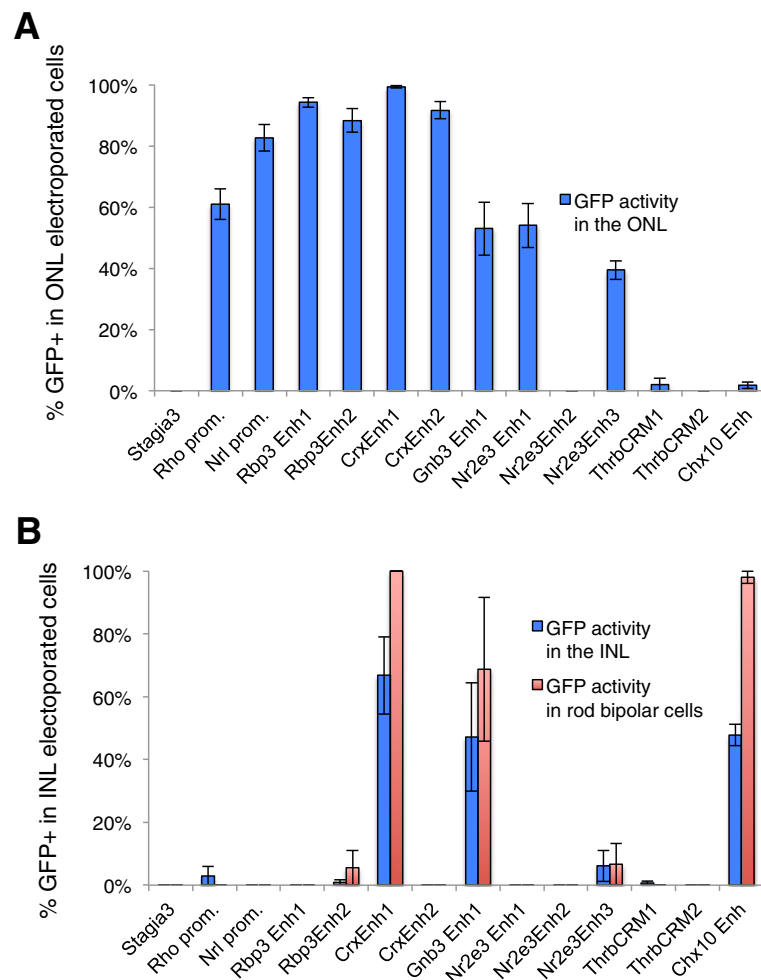 A
% GFP+ in ONL electroporated cells
100%
80%
60%
40%
20%
0%
GFP activity
in the ONL
Stagia3
Rho prom.
Nrl prom.
Rbp3 Enh1
Rbp3Enh2
CrxEnh1
CrxEnh2
Gnb3 Enh1
Nr2e3 Enh1
Nr2e3Enh2
Nr2e3Enh3
ThrbCRM1
ThrbCRM2
Chx10 Enh
B
% GFP+ in INL electoporated cells
100%
80%
60%
40%
20%
0%
GFP activity
in the INL
GFP activity
in rod bipolar cells
Stagia3
Rho prom.
Nrl prom.
Rbp3 Enh1
Rbp3Enh2
CrxEnh1
CrxEnh2
Gnb3 Enh1
Nr2e3 Enh1
Nr2e3Enh2
Nr2e3Enh3
ThrbCRM1
ThrbCRM2
Chx10 Enh